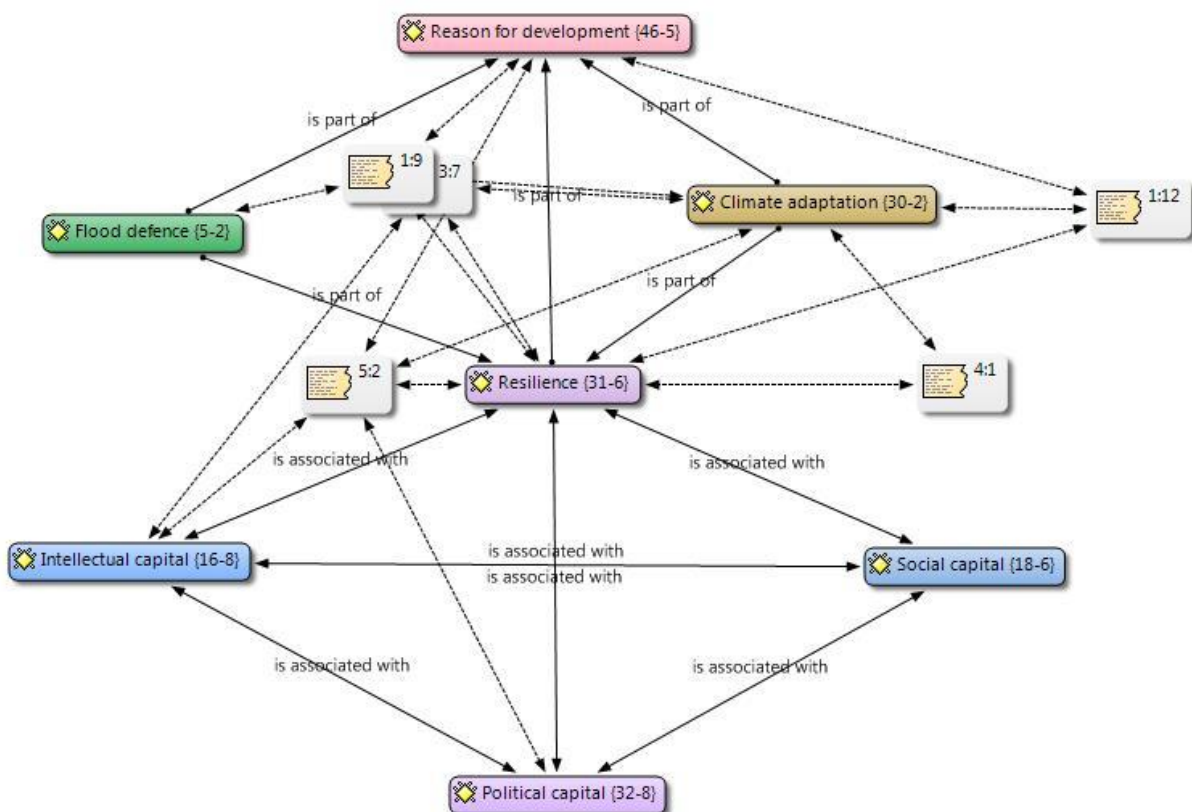 Reason for development {46-5}
is part of
is part of
1:9
3:7
is part of
Climate adaptation {30-2}
1:12
Flood defence {5-2}
is part of
is part of
5:2
Resilience {31-6}
4:1
is associated with
is associated with
Intellectual capital {16-8}
is associated with
is associated with
Social capital {18-6}
is associated with
is associated with
Political capital {32-8}